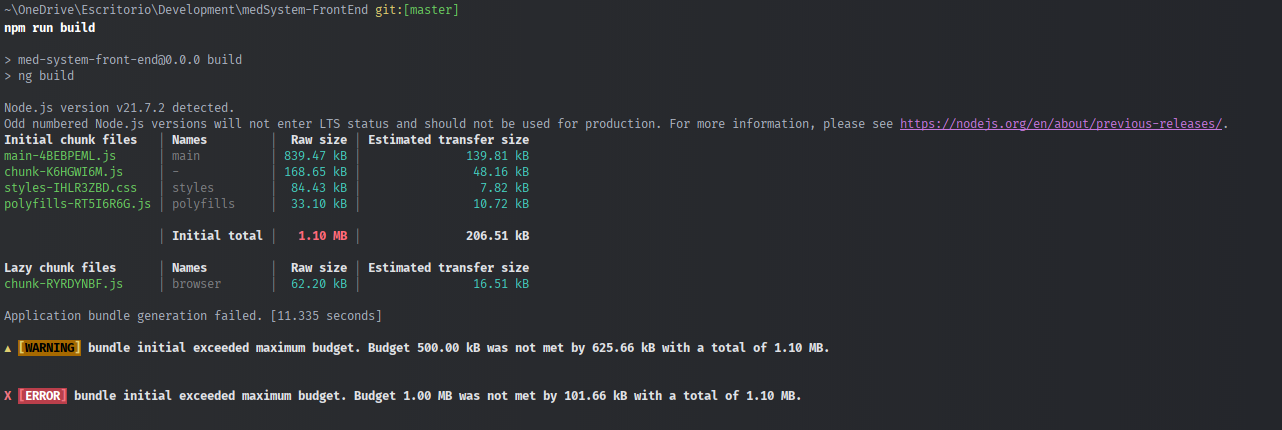 ~\OneDrive\Escritorio\Development\medSystem-FrontEnd git:[master]
npm run build
> med-system-front-end@0.0.0 build
> ng build
Node.js version v21.7.2 detected.
Odd numbered Node.js versions will not enter LTS status and should not be used for production. For more information, please see https://nodejs.org/en/about/previous-releases/.
Initial chunk files | Names | Raw size | Estimated transfer size
main-4BEBPEML.js | main | 839.47 kB | 139.81 kB
chunk-K6HGWI6M.js | - | 168.65 kB | 48.16 kB
styles-IHLR3ZBD.css | styles | 84.43 kB | 7.82 kB
polyfills-RT5I6R6G.js | polyfills | 33.10 kB | 10.72 kB
| Initial total | 1.10 MB | 206.51 kB
Lazy chunk files | Names | Raw size | Estimated transfer size
chunk-RYRDYNBF.js | browser | 62.20 kB | 16.51 kB
Application bundle generation failed. [11.335 seconds]
▲ [WARNING] bundle initial exceeded maximum budget. Budget 500.00 kB was not met by 625.66 kB with a total of 1.10 MB.
X [ERROR] bundle initial exceeded maximum budget. Budget 1.00 MB was not met by 101.66 kB with a total of 1.10 MB.